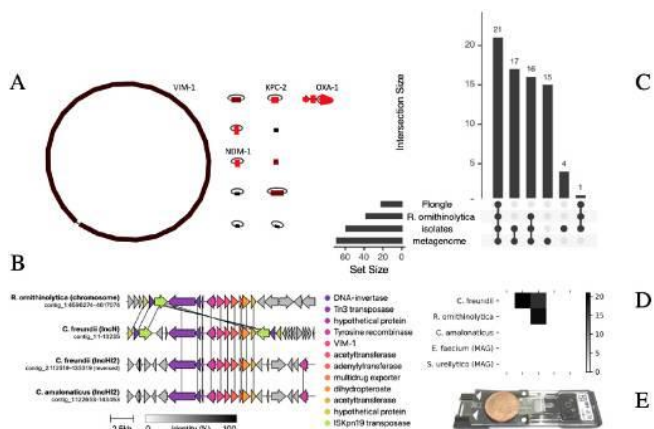 A
VIM-1
KPC-2
OXA-1
NDM-1
C
Intersection Size
21
17
16
15
4
1
20
15
10
5
0
Flongle
R. ornithinolytica
isolates
metagenome
60
40
20
0
Set Size
B
R. ornithinolytica (chromosome)
C. freundii (IncH)
C. freundii (IncHI2)
C. amalonaticus (IncHI2)
Identity (%)
100
0
DNA-invertase
Tn3 transposase
hypothetical protein
Tyrosine recombinase
VIM-1
acetyltransferase
adenylyltransferase
multidrug exporter
dihydropteroate
acetyltransferase
hypothetical protein
ISKpn19 transposase
D
C. freundii
R. ornithinolytica
C. amalonaticus
E. faecium (MAG)
S. ureilytica (MAG)
20
15
10
5
0
E